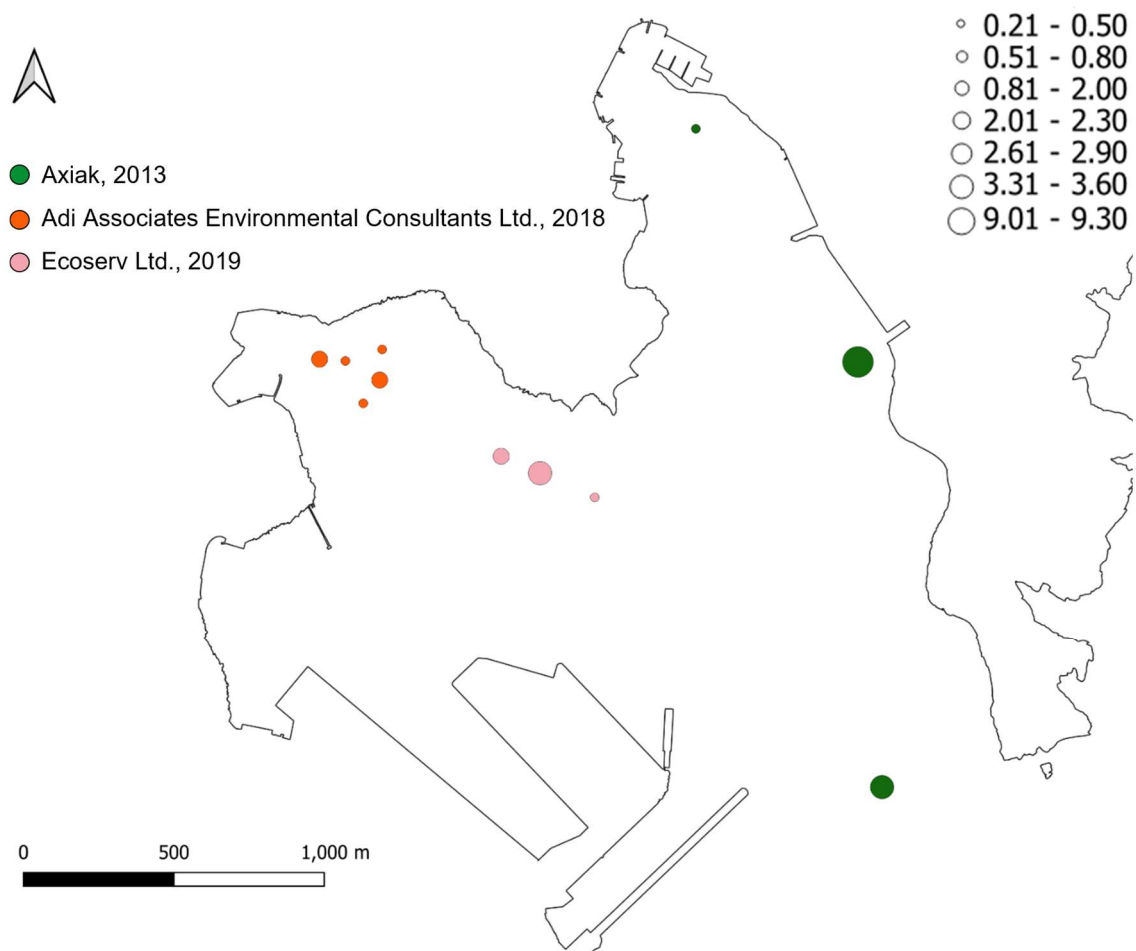 0.21 - 0.50
0.51 - 0.80
0.81 - 2.00
2.01 - 2.30
2.61 - 2.90
3.31 - 3.60
9.01 - 9.30
Axiak, 2013
Adi Associates Environmental Consultants Ltd., 2018
Ecoserv Ltd., 2019
0 500 1,000 m